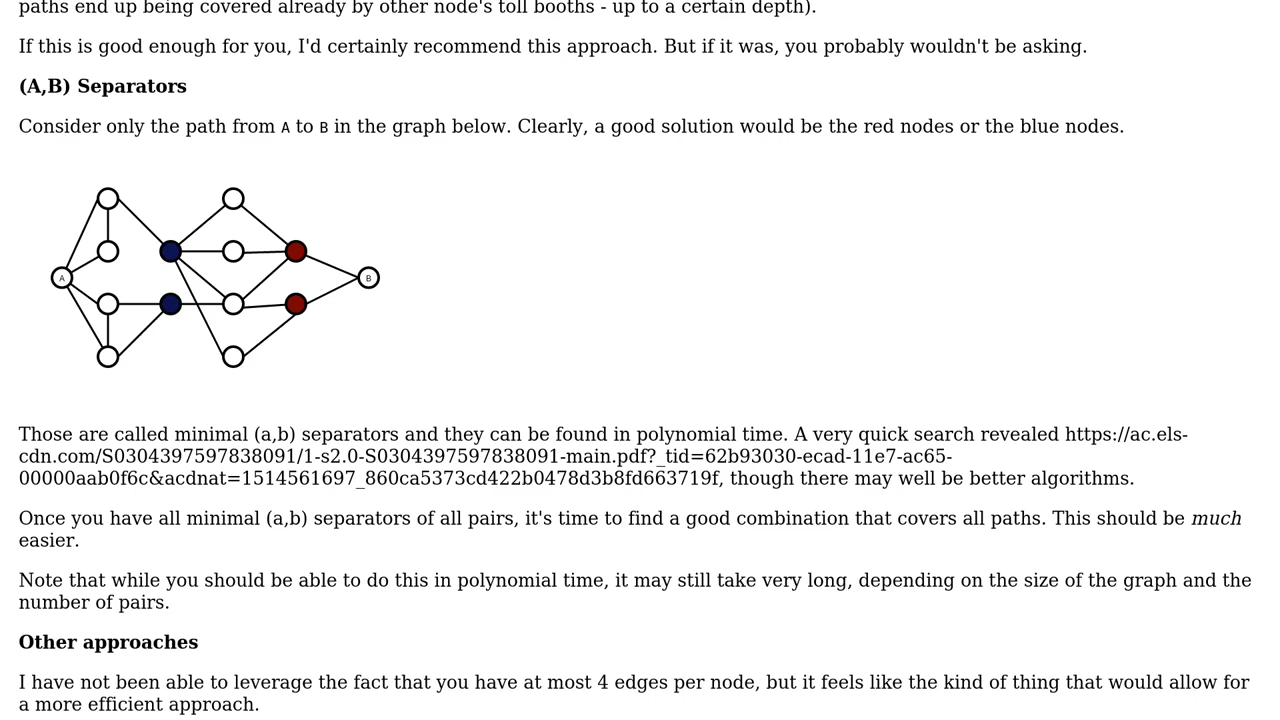 paths end up being covered already by other node's toll booths - up to a certain depth).
If this is good enough for you, I'd certainly recommend this approach. But if it was, you probably wouldn't be asking.
(A,B) Separators
Consider only the path from A to B in the graph below. Clearly, a good solution would be the red nodes or the blue nodes.
A
B
Those are called minimal (a,b) separators and they can be found in polynomial time. A very quick search revealed https://ac.els-
cdn.com/S0304397597838091/1-s2.0-S0304397597838091-main.pdf?_tid=62b93030-ecad-11e7-ac65-
00000aab0f6c&acdnat=1514561697_860ca5373cd422b0478d3b8fd663719f, though there may well be better algorithms.
Once you have all minimal (a,b) separators of all pairs, it's time to find a good combination that covers all paths. This should be much
easier.
Note that while you should be able to do this in polynomial time, it may still take very long, depending on the size of the graph and the
number of pairs.
Other approaches
I have not been able to leverage the fact that you have at most 4 edges per node, but it feels like the kind of thing that would allow for
a more efficient approach.